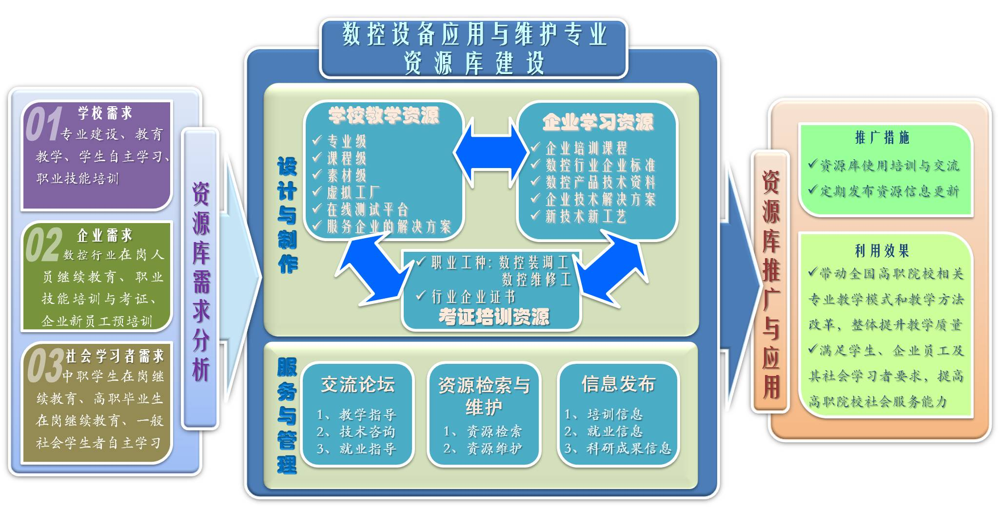 数控设备应用与维护专业
资源库建设
01
学校需求
专业建设、教育
教学、学生自主学习、
职业技能培训
02
企业需求
数控行业在岗人
员继续教育、职业
技能培训与考证、
企业新员工预培训
03
社会学习者需求
中职学生在岗继
续教育、高职毕业生
在岗继续教育、一般
社会学生者自主学习
资源库需求分析
设计与制作
学校教学资源
✓专业级
✓课程级
✓素材级
✓虚拟工厂
✓在线测试平台
✓服务企业的解决方案
企业学习资源
✓企业培训课程
✓数控行业企业标准
✓数控产品技术资料
✓企业技术解决方案
✓新技术新工艺
✓职业工种：数控装调工
数控维修工
✓行业企业证书
考证培训资源
服务与管理
交流论坛
1、教学指导
2、技术咨询
3、就业指导
资源检索与
维护
1、资源检索
2、资源维护
信息发布
1、培训信息
2、就业信息
3、科研成果信息
资源库推广与应用
推广措施
✓资源库使用培训与交流
✓定期发布资源信息更新
利用效果
✓带动全国高职院校相关
专业教学模式和教学方法
改革，整体提升教学质量
✓满足学生、企业员工及
其社会学习者要求，提高
高职院校社会服务能力